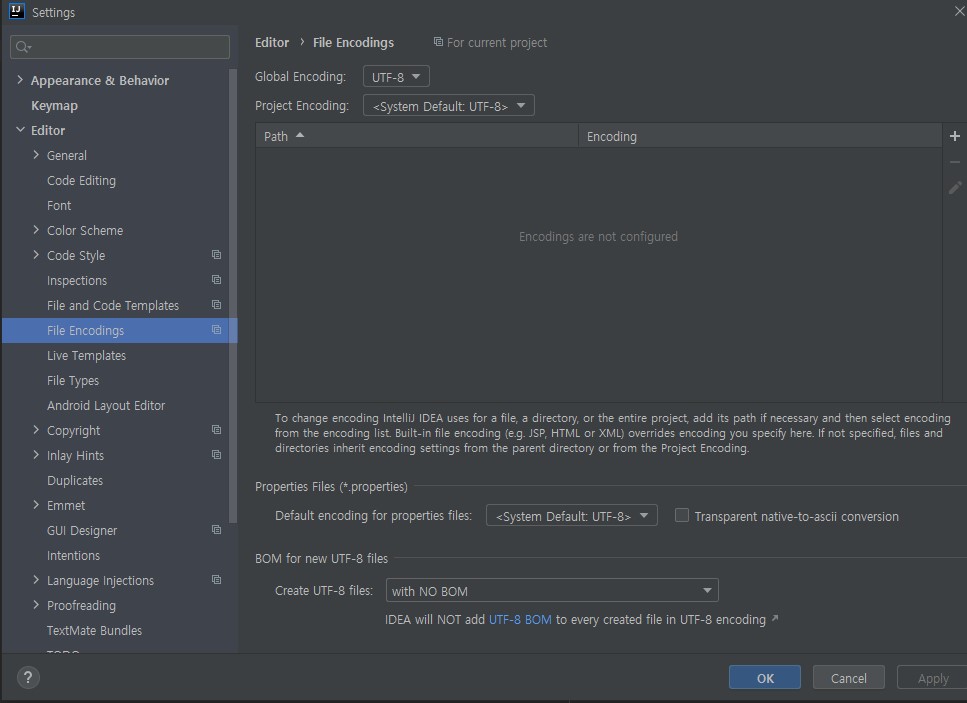 IJ
Settings
Appearance & Behavior
Keymap
Editor
General
Code Editing
Font
Color Scheme
Code Style
Inspections
File and Code Templates
File Encodings
Live Templates
File Types
Android Layout Editor
Copyright
Inlay Hints
Duplicates
Emmet
GUI Designer
Intentions
Language Injections
Proofreading
TextMate Bundles
TODO
?
Editor › File Encodings For current project
Global Encoding: UTF-8
Project Encoding: <System Default: UTF-8>
Path Encoding
Encodings are not configured
To change encoding IntelliJ IDEA uses for a file, a directory, or the entire project, add its path if necessary and then select encoding
from the encoding list. Built-in file encoding (e.g. JSP, HTML or XML) overrides encoding you specify here. If not specified, files and
directories inherit encoding settings from the parent directory or from the Project Encoding.
Properties Files (*.properties)
Default encoding for properties files: <System Default: UTF-8> Transparent native-to-ascii conversion
BOM for new UTF-8 files
Create UTF-8 files: with NO BOM
IDEA will NOT add UTF-8 BOM to every created file in UTF-8 encoding ↗
OK Cancel Apply